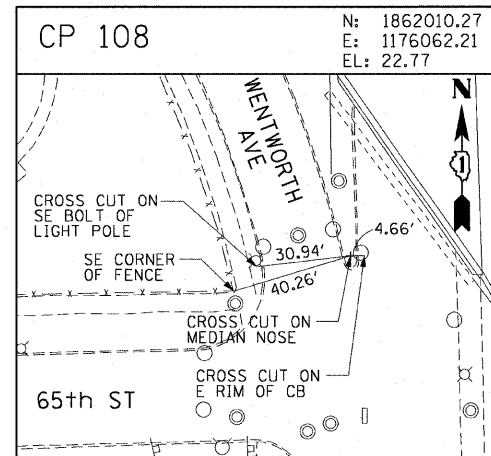 CP 108
N: 1862010.27
E: 1176062.21
EL: 22.77
N
1
WENTWORTH
AVE
CROSS CUT ON
SE BOLT OF
LIGHT POLE
4.66'
30.94'
SE CORNER
OF FENCE
40.26'
CROSS CUT ON
MEDIAN NOSE
CROSS CUT ON
E RIM OF CB
65th ST